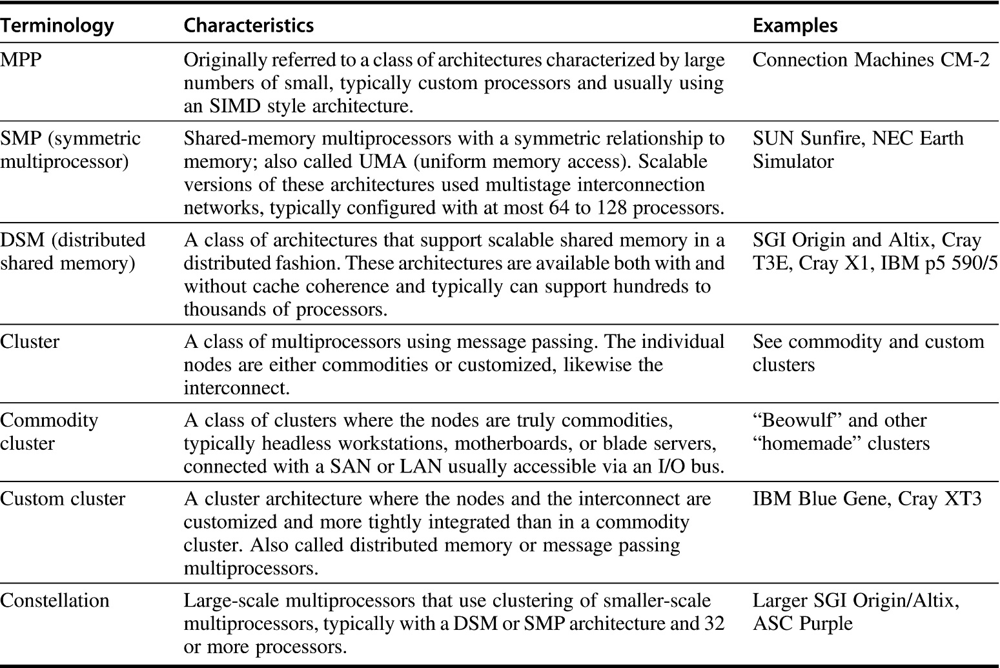 Terminology Characteristics Examples
MPP Originally referred to a class of architectures characterized by large Connection Machines CM-2
numbers of small, typically custom processors and usually using
an SIMD style architecture.
SMP (symmetric Shared-memory multiprocessors with a symmetric relationship to SUN Sunfire, NEC Earth
multiprocessor) memory; also called UMA (uniform memory access). Scalable Simulator
versions of these architectures used multistage interconnection
networks, typically configured with at most 64 to 128 processors.
DSM (distributed A class of architectures that support scalable shared memory in a SGI Origin and Altix, Cray
shared memory) distributed fashion. These architectures are available both with and T3E, Cray X1, IBM p5 590/5
without cache coherence and typically can support hundreds to
thousands of processors.
Cluster A class of multiprocessors using message passing. The individual See commodity and custom
nodes are either commodities or customized, likewise the clusters
interconnect.
Commodity A class of clusters where the nodes are truly commodities, “Beowulf” and other
cluster typically headless workstations, motherboards, or blade servers, “homemade” clusters
connected with a SAN or LAN usually accessible via an I/O bus.
Custom cluster A cluster architecture where the nodes and the interconnect are IBM Blue Gene, Cray XT3
customized and more tightly integrated than in a commodity
cluster. Also called distributed memory or message passing
multiprocessors.
Constellation Large-scale multiprocessors that use clustering of smaller-scale Larger SGI Origin/Altix,
multiprocessors, typically with a DSM or SMP architecture and 32 ASC Purple
or more processors.